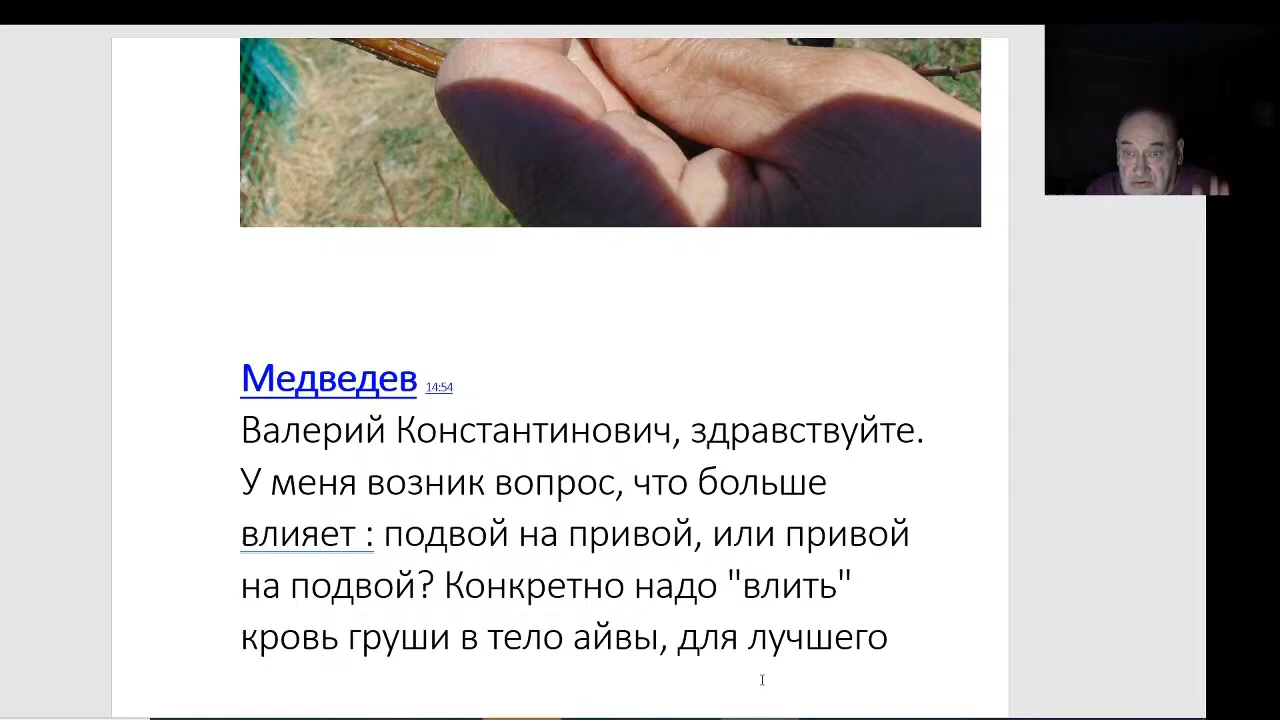 Медведев 14:54
Валерий Константинович, здравствуйте.
У меня возник вопрос, что больше
влияет : подвой на привой, или привой
на подвой? Конкретно надо "влить"
кровь груши в тело айвы, для лучшего